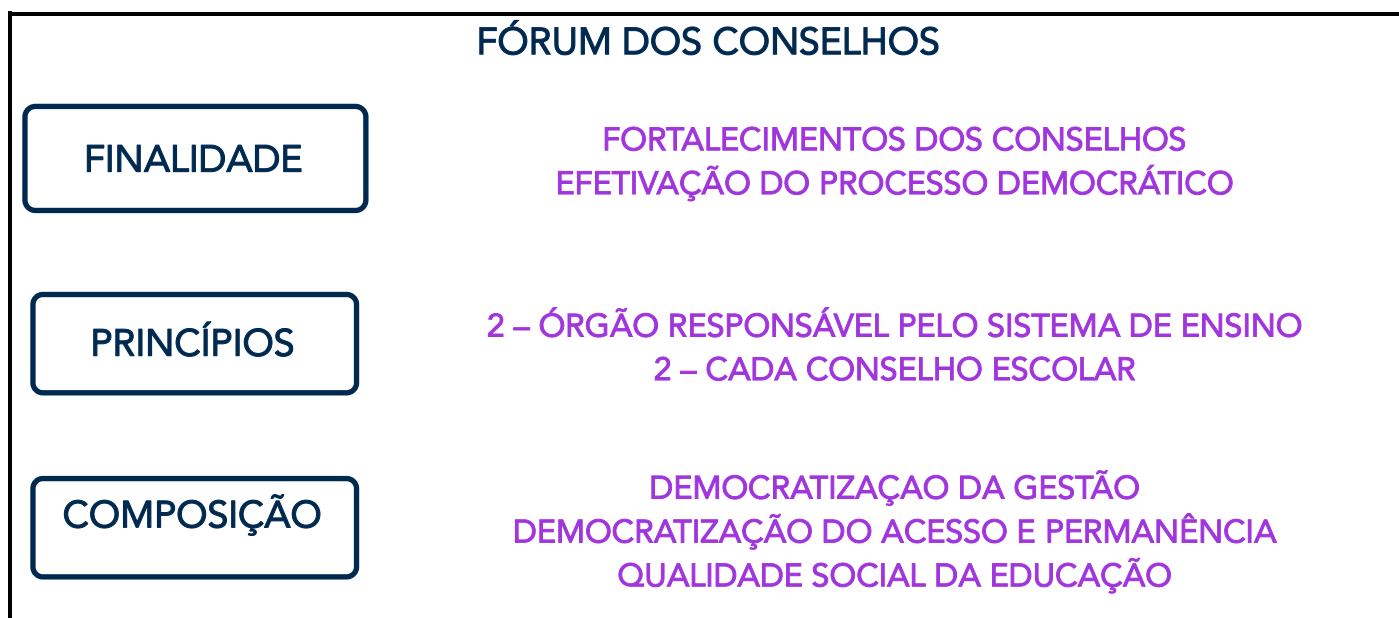 FÓRUM DOS CONSELHOS
FINALIDADE
FORTALECIMENTOS DOS CONSELHOS
EFETIVAÇÃO DO PROCESSO DEMOCRÁTICO
PRINCÍPIOS
2 – ÓRGÃO RESPONSÁVEL PELO SISTEMA DE ENSINO
2 – CADA CONSELHO ESCOLAR
COMPOSIÇÃO
DEMOCRATIZAÇAO DA GESTÃO
DEMOCRATIZAÇÃO DO ACESSO E PERMANÊNCIA
QUALIDADE SOCIAL DA EDUCAÇÃO